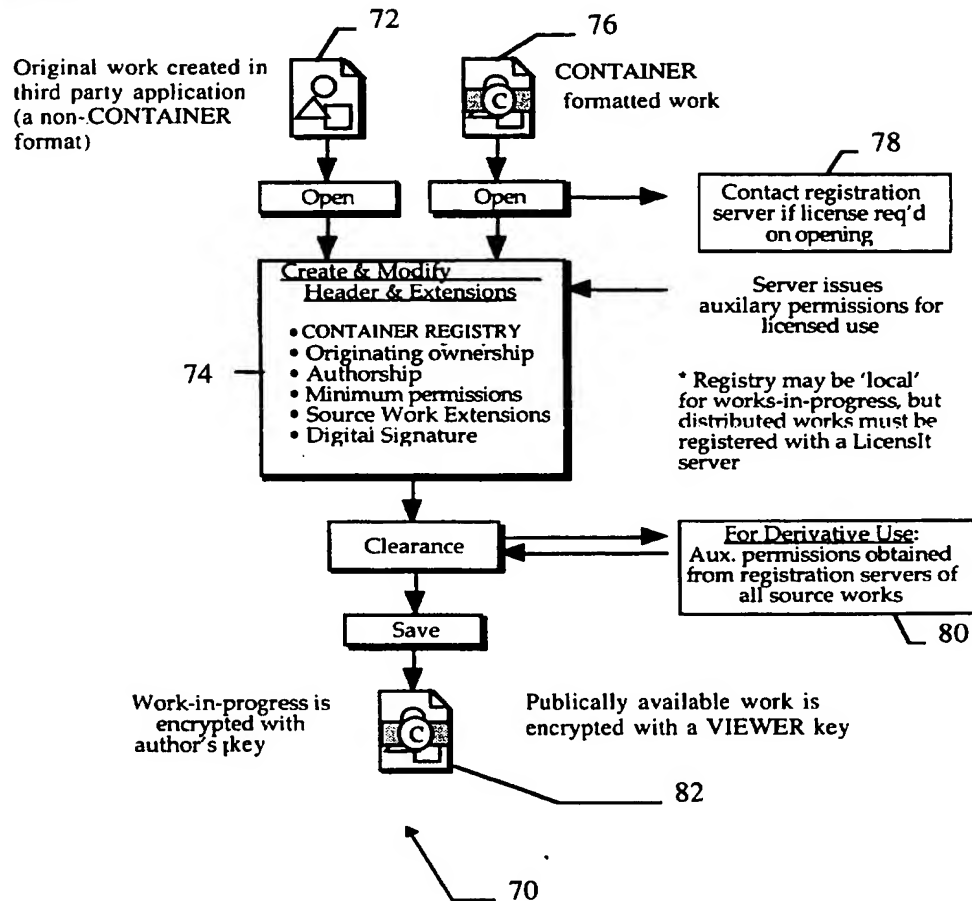 72
76
Original work created in
third party application
(a non-CONTAINER
format)
CONTAINER
formatted work
78
Open
Open
Contact registration
server if license req'd
on opening
Create & Modify
Header & Extensions
• CONTAINER REGISTRY
• Originating ownership
• Authorship
• Minimum permissions
• Source Work Extensions
• Digital Signature
74
Server issues
auxilary permissions for
licensed use
* Registry may be 'local'
for works-in-progress, but
distributed works must be
registered with a LicensIt
server
Clearance
For Derivative Use:
Aux. permissions obtained
from registration servers of
all source works
80
Save
Work-in-progress is
encrypted with
author's key
C
C
Publically available work is
encrypted with a VIEWER key
82
70